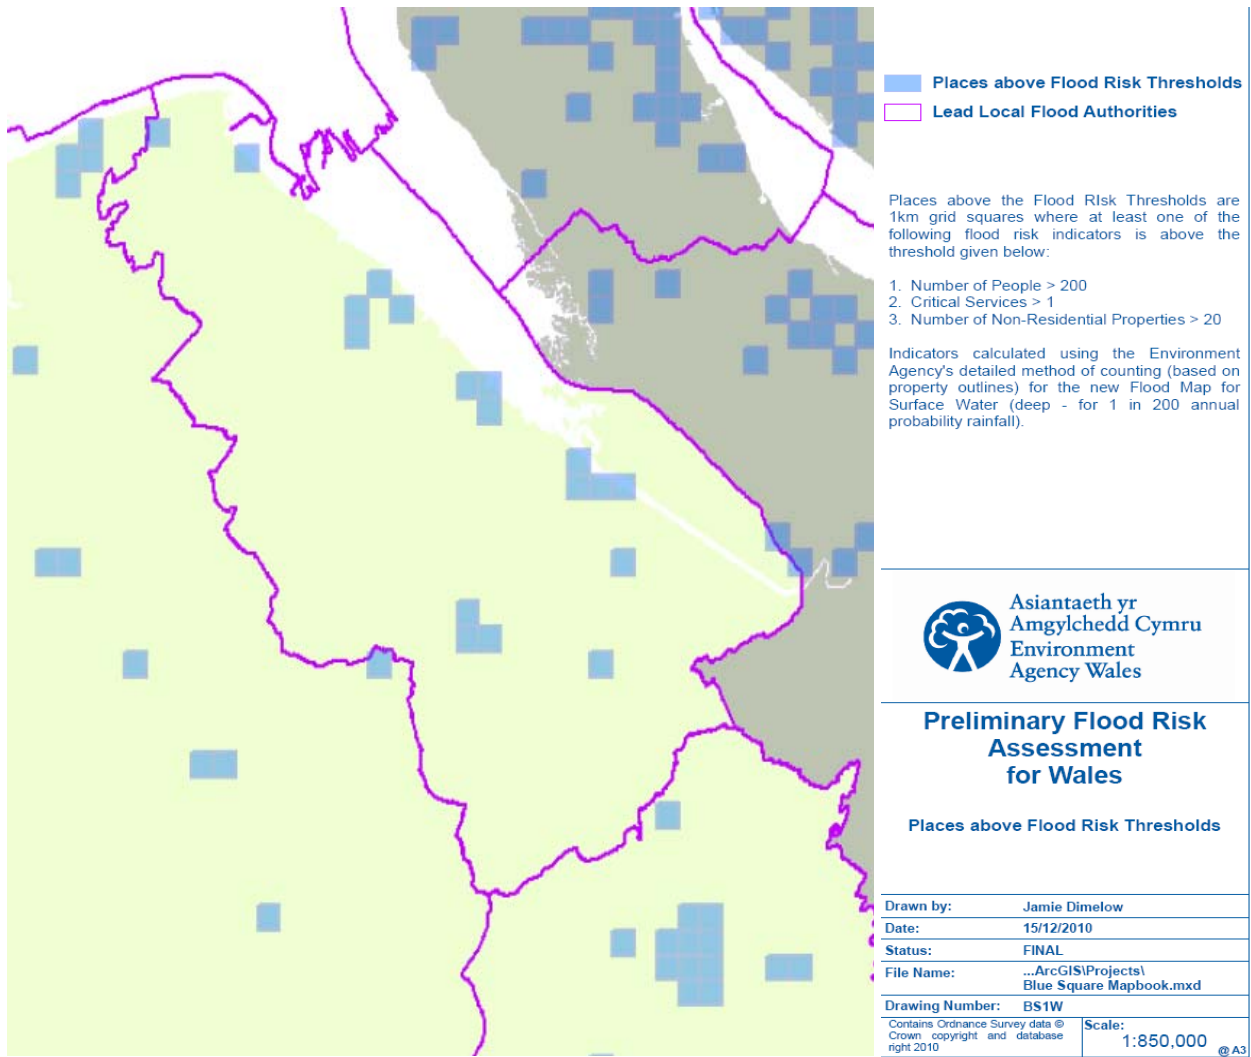 Places above Flood Risk Thresholds
Lead Local Flood Authorities
Places above the Flood RIsk Thresholds are
1km grid squares where at least one of the
following flood risk indicators is above the
threshold given below:
1. Number of People > 200
2. Critical Services > 1
3. Number of Non-Residential Properties > 20
Indicators calculated using the Environment
Agency's detailed method of counting (based on
property outlines) for the new Flood Map for
Surface Water (deep - for 1 in 200 annual
probability rainfall).
Asiantaeth yr
Amgylchedd Cymru
Environment
Agency Wales
Preliminary Flood Risk
Assessment
for Wales
Places above Flood Risk Thresholds
Drawn by: Jamie Dimelow
Date: 15/12/2010
Status: FINAL
File Name: ...ArcGIS\Projects\
Blue Square Mapbook.mxd
Drawing Number: BS1W
Contains Ordnance Survey data ©
Crown copyright and database
right 2010
Scale:
1:850,000 @ A3